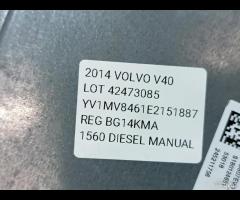 2014 VOLVO V40
LOT 42473085
YV1MV8461E2151887
REG BG14KMA
1560 DIESEL MANUAL